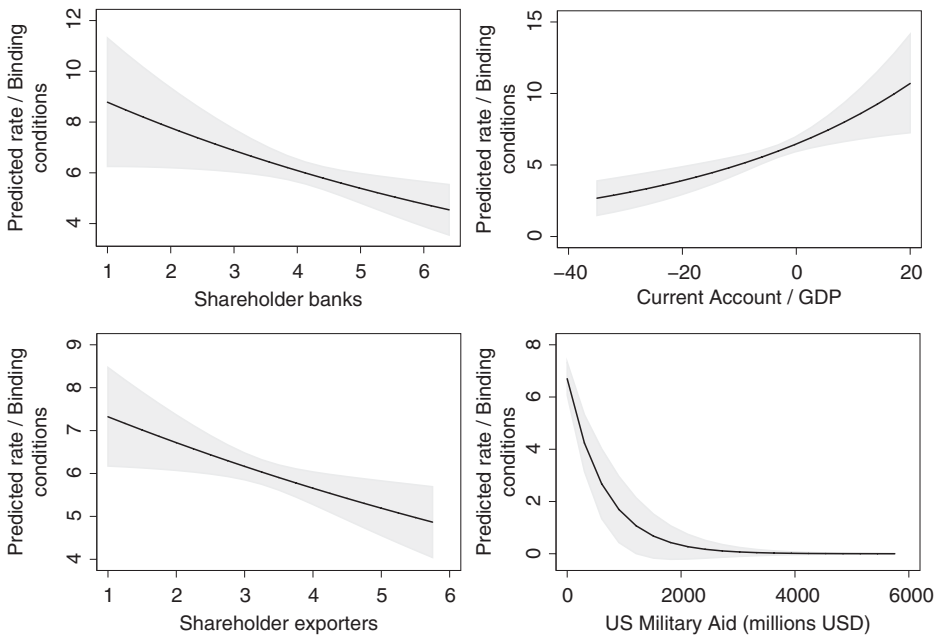 Predicted rate / Binding
conditions
12
10
8
6
4
1 2 3 4 5 6
Shareholder banks
Predicted rate / Binding
conditions
15
10
5
0
−40 −20 0 20
Current Account / GDP
Predicted rate / Binding
conditions
9
8
7
6
5
4
1 2 3 4 5 6
Shareholder exporters
Predicted rate / Binding
conditions
8
6
4
2
0
0 2000 4000 6000
US Military Aid (millions USD)